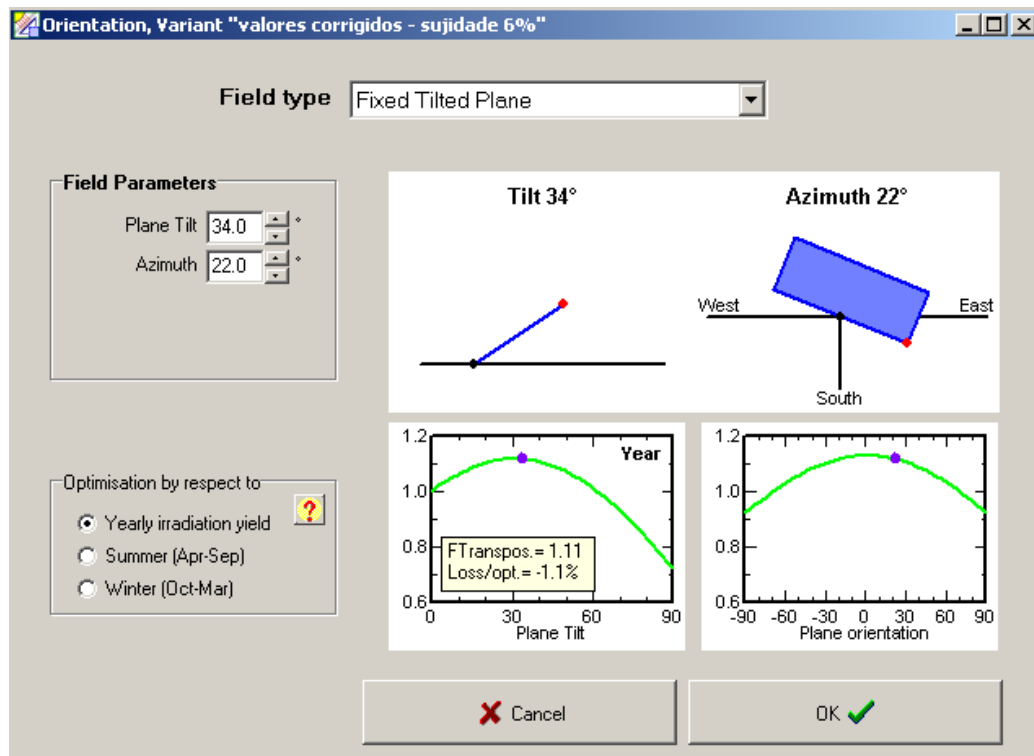 Orientation, Variant "valores corrigidos - sujidade 6%"
Field type Fixed Tilted Plane
Field Parameters
Plane Tilt 34.0 °
Azimuth 22.0 °
Tilt 34°
Azimuth 22°
West
East
South
Optimisation by respect to
Yearly irradiation yield
Summer (Apr-Sep)
Winter (Oct-Mar)
?
Year
1.2
1.0
0.8
0.6
FTranspos.= 1.11
Loss/opt.= -1.1%
0 30 60 90
Plane Tilt
1.2
1.0
0.8
0.6
-90 -60 -30 0 30 60 90
Plane orientation
Cancel
OK